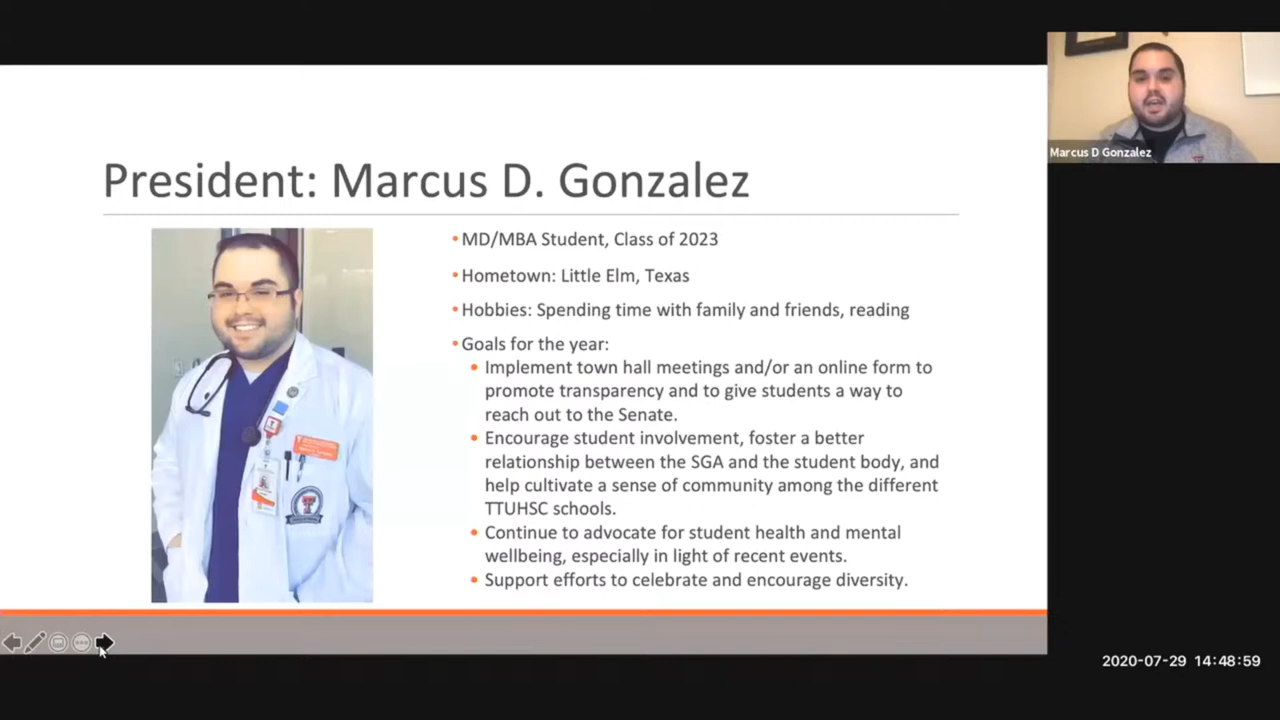 Marcus D Gonzalez
President: Marcus D. Gonzalez
• MD/MBA Student, Class of 2023
• Hometown: Little Elm, Texas
• Hobbies: Spending time with family and friends, reading
• Goals for the year:
• Implement town hall meetings and/or an online form to
promote transparency and to give students a way to
reach out to the Senate.
• Encourage student involvement, foster a better
relationship between the SGA and the student body, and
help cultivate a sense of community among the different
TTUHSC schools.
• Continue to advocate for student health and mental
wellbeing, especially in light of recent events.
• Support efforts to celebrate and encourage diversity.
2020-07-29 14:48:59